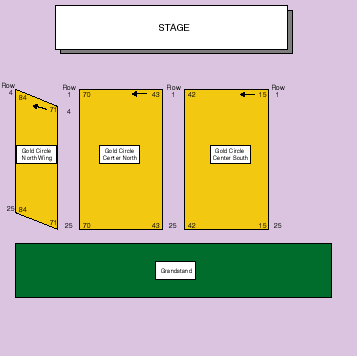 STAGE
Row
4
84
71
Row
1
4
70
43
Row
1
42
15
Row
1
Gold Circle
North Wing
Gold Circle
Center North
Gold Circle
Center South
25
84
71
25
70
43
25
42
15
25
Grandstand